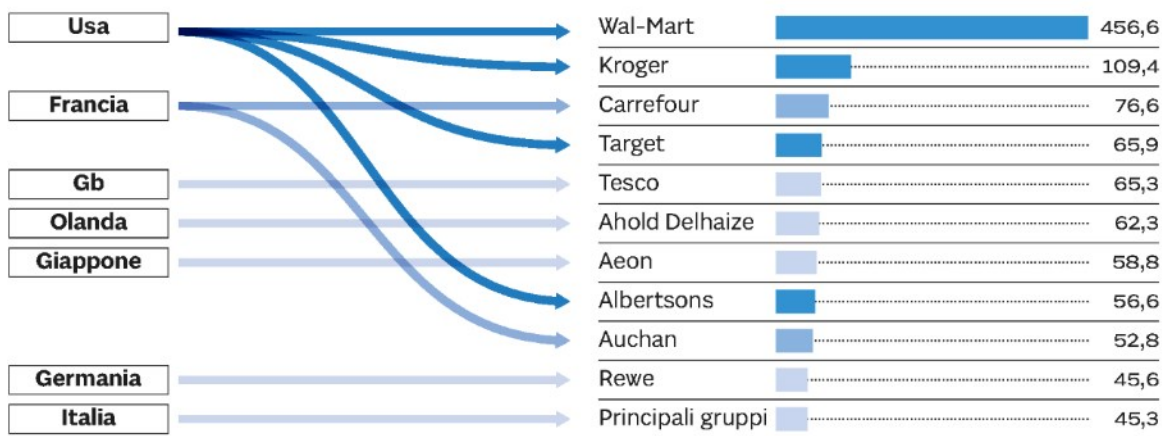 Usa
Wal-Mart 456,6
Kroger 109,4
Francia
Carrefour 76,6
Target 65,9
Gb
Tesco 65,3
Olanda
Ahold Delhaize 62,3
Giappone
Aeon 58,8
Albertsons 56,6
Auchan 52,8
Germania
Rewe 45,6
Italia
Principali gruppi 45,3